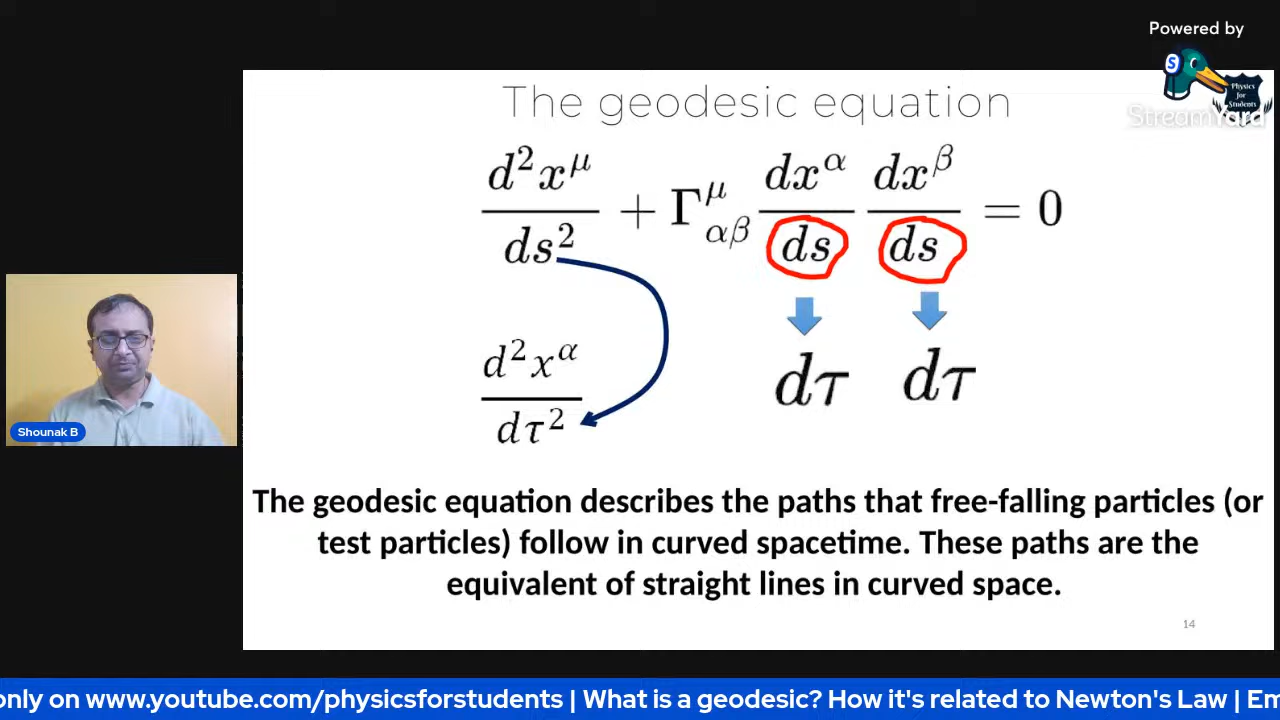 Powered by
Physics
for
Students
StreamYard
The geodesic equation
d²x^μ/ds² + Γ^μ_αβ dx^α/ds dx^β/ds = 0
d²x^α/dτ²
dτ dτ
The geodesic equation describes the paths that free-falling particles (or
test particles) follow in curved spacetime. These paths are the
equivalent of straight lines in curved space.
14
Shounak B
only on www.youtube.com/physicsforstudents | What is a geodesic? How it's related to Newton's Law | Em